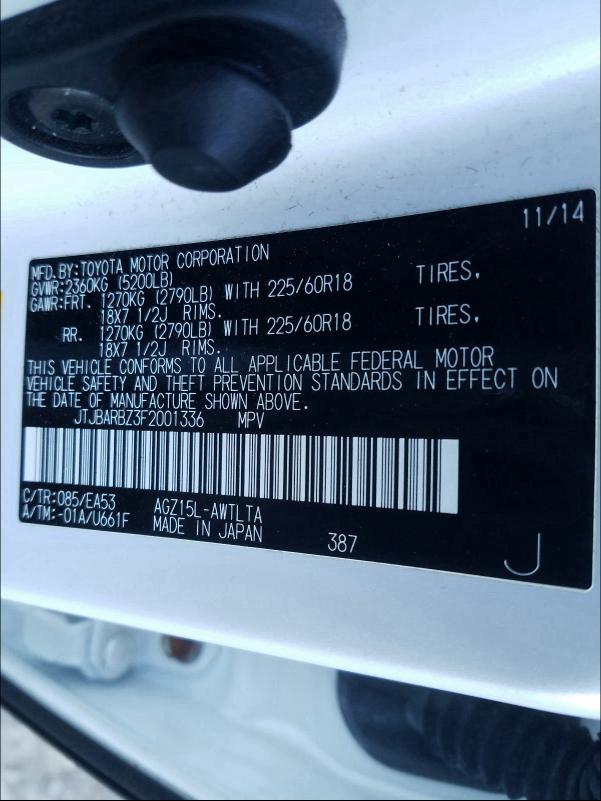 11/14
MFD.BY:TOYOTA MOTOR CORPORATION
GVWR:2360KG (5200LB)
GAWR:FRT. 1270KG (2790LB) WITH 225/60R18 TIRES,
18X7 1/2J RIMS.
RR. 1270KG (2790LB) WITH 225/60R18 TIRES,
18X7 1/2J RIMS.
THIS VEHICLE CONFORMS TO ALL APPLICABLE FEDERAL MOTOR
VEHICLE SAFETY AND THEFT PREVENTION STANDARDS IN EFFECT ON
THE DATE OF MANUFACTURE SHOWN ABOVE.
JTJBARBZ3F2001336 MPV
C/TR:085/EA53 AGZ15L-AWTLTA
A/TM:-01A/U661F MADE IN JAPAN 387
J